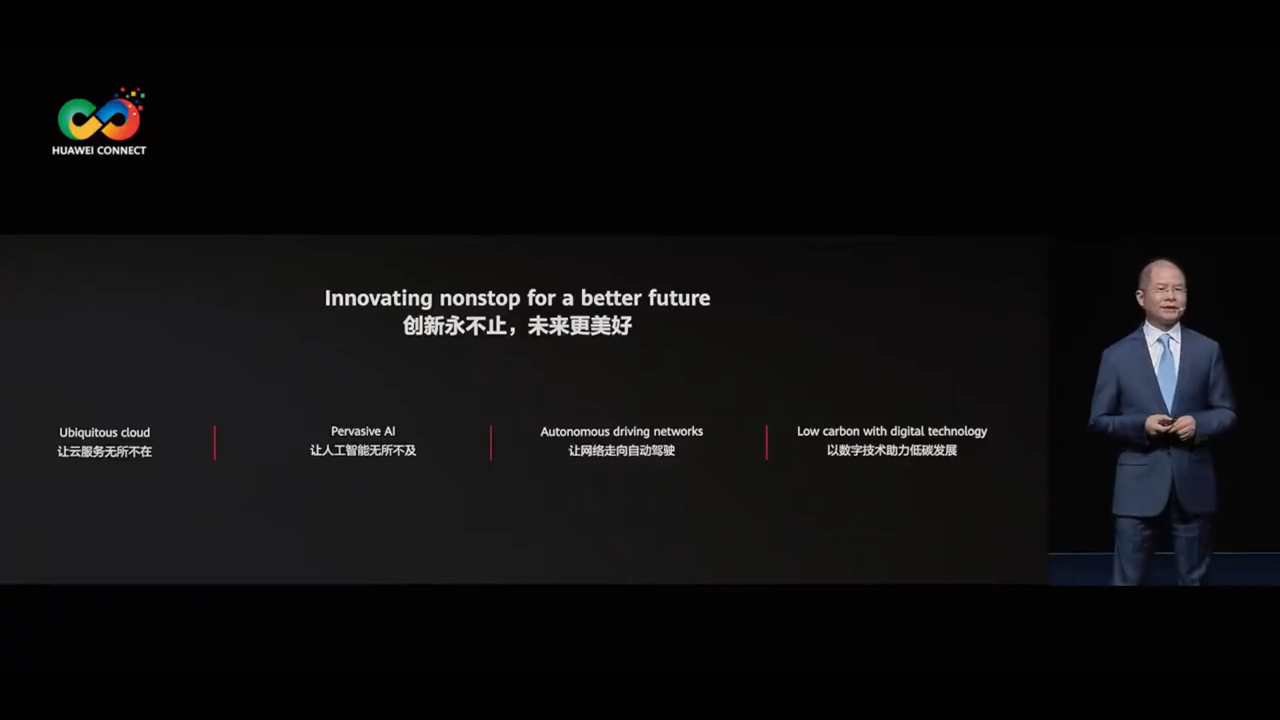 HUAWEI CONNECT
Innovating nonstop for a better future
创新永不止，未来更美好
Ubiquitous cloud
让云服务无所不在
Pervasive AI
让人工智能无所不及
Autonomous driving networks
让网络走向自动驾驶
Low carbon with digital technology
以数字技术助力低碳发展